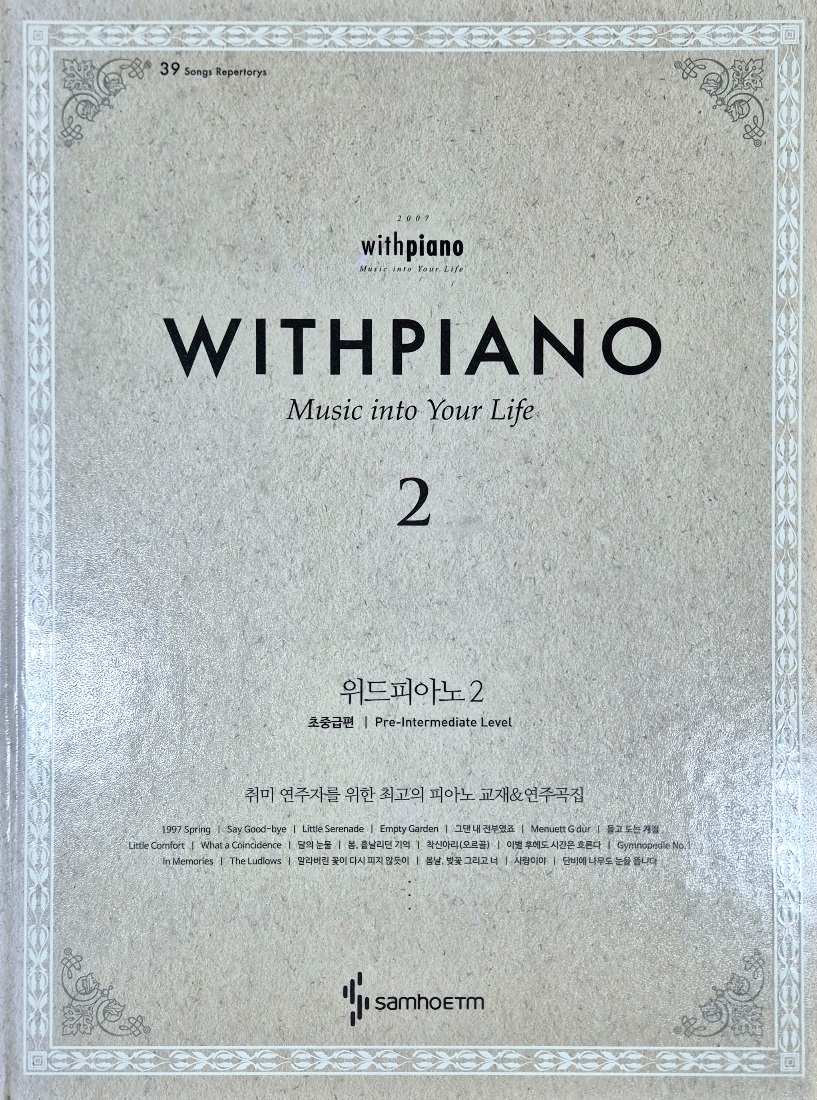 39 Songs Repertorys
2007
withpiano
Music into Your Life
WITHPIANO
Music into Your Life
2
위드피아노 2
초중급편 | Pre-Intermediate Level
취미 연주자를 위한 최고의 피아노 교재&연주곡집
1997 Spring | Say Good-bye | Little Serenade | Empty Garden | 그댄 내 전부였죠 | Menuett G dur | 돌고 도는 계절
Little Comfort | What a Coincidence | 달의 눈물 | 봄, 흩날리던 기억 | 착신아리(오르골) | 이별 후에도 시간은 흐른다 | Gymnopedie No.1
In Memories | The Ludlows | 말라버린 꽃이 다시 피지 않듯이 | 봄날, 벚꽃 그리고 너 | 사랑이야 | 단비에 나무도 눈을 뜹니다
samhoETM